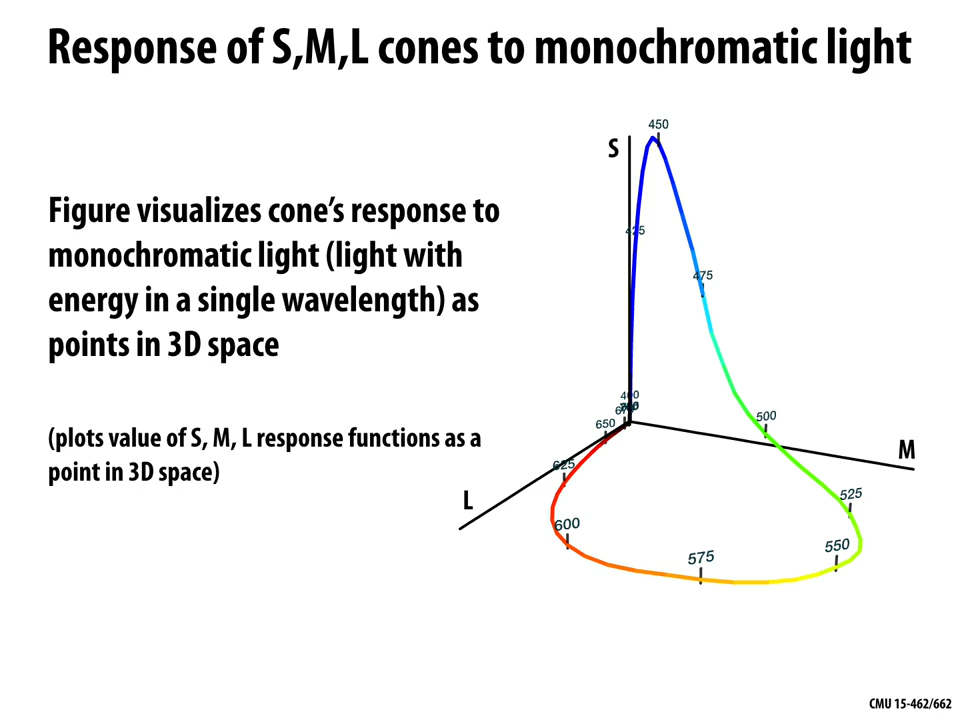 Response of S,M,L cones to monochromatic light
Figure visualizes cone’s response to
monochromatic light (light with
energy in a single wavelength) as
points in 3D space
(plots value of S, M, L response functions as a
point in 3D space)
450
S
425
475
400
650
500
M
625
L
525
600
550
575
CMU 15-462/662